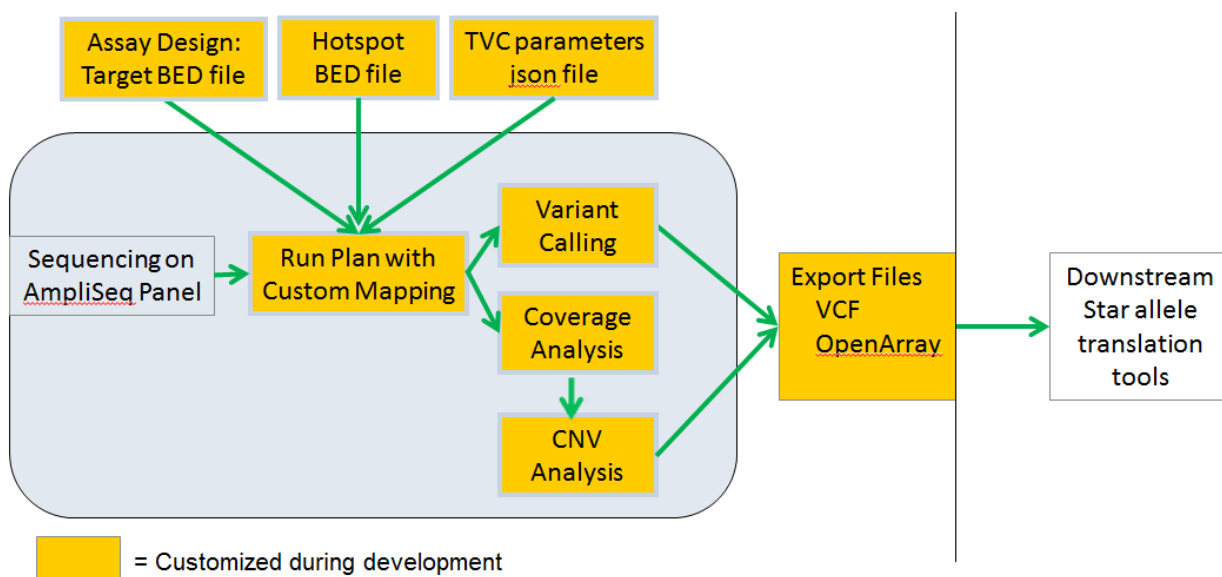 Assay Design:
Target BED file
Hotspot
BED file
TVC parameters
json file
Sequencing on
AmpliSeq Panel
Run Plan with
Custom Mapping
Variant
Calling
Coverage
Analysis
CNV
Analysis
Export Files
VCF
OpenArray
Downstream
Star allele
translation
tools
= Customized during development